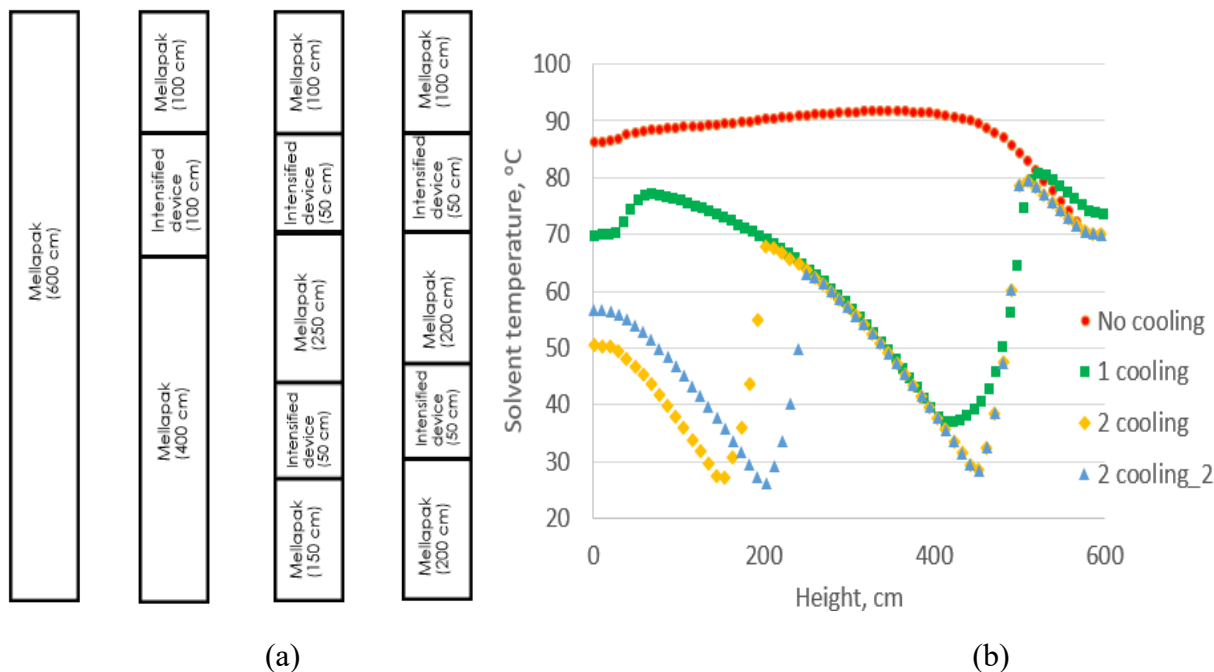 Mellapak
(600 cm)
Mellapak
(100 cm)
Intensified
device
(100 cm)
Mellapak
(400 cm)
Mellapak
(100 cm)
Intensified
device
(50 cm)
Mellapak
(250 cm)
Intensified
device
(50 cm)
Mellapak
(150 cm)
Mellapak
(100 cm)
Intensified
device
(50 cm)
Mellapak
(200 cm)
Intensified
device
(50 cm)
Mellapak
(200 cm)
(a)
Solvent temperature, °C
100
90
80
70
60
50
40
30
20
0
200
400
600
Height, cm
No cooling
1 cooling
2 cooling
2 cooling_2
(b)